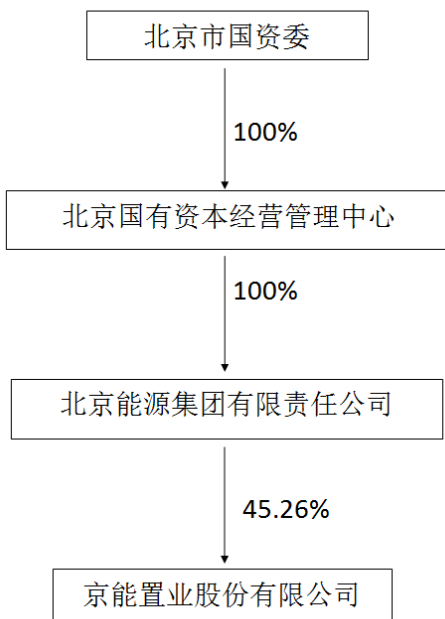 北京市国资委
100%
北京国有资本经营管理中心
100%
北京能源集团有限责任公司
45.26%
京能置业股份有限公司